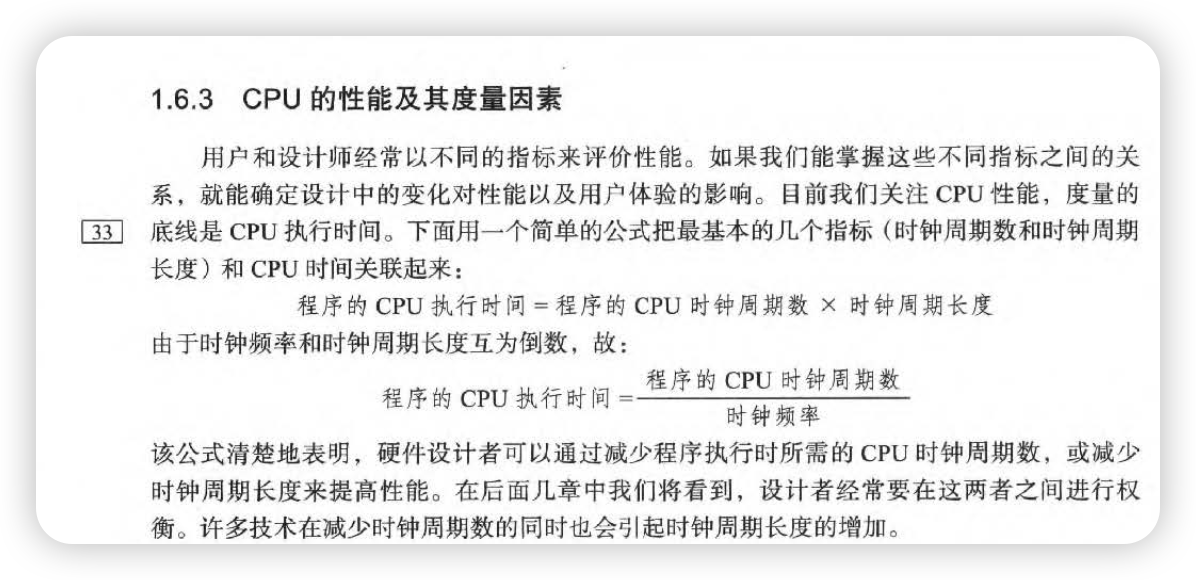 1.6.3 CPU 的性能及其度量因素
用户和设计师经常以不同的指标来评价性能。如果我们能掌握这些不同指标之间的关
系，就能确定设计中的变化对性能以及用户体验的影响。目前我们关注 CPU 性能，度量的
33 底线是 CPU 执行时间。下面用一个简单的公式把最基本的几个指标（时钟周期数和时钟周期
长度）和 CPU 时间关联起来：
程序的 CPU 执行时间 = 程序的 CPU 时钟周期数 × 时钟周期长度
由于时钟频率和时钟周期长度互为倒数，故：
程序的 CPU 时钟周期数
程序的 CPU 执行时间 =
时钟频率
该公式清楚地表明，硬件设计者可以通过减少程序执行时所需的 CPU 时钟周期数，或减少
时钟周期长度来提高性能。在后面几章中我们将看到，设计者经常要在这两者之间进行权
衡。许多技术在减少时钟周期数的同时也会引起时钟周期长度的增加。